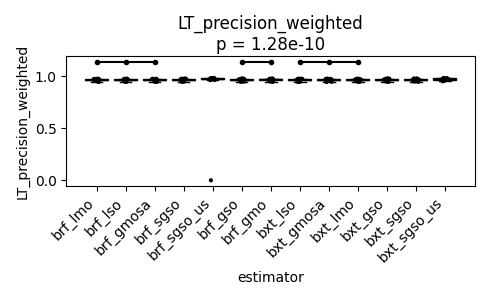 LT_precision_weighted
p = 1.28e-10
LT_precision_weighted
1.0
0.5
0.0
brf_lmo
brf_lso
brf_gmosa
brf_sgso
brf_sgso_us
brf_gso
brf_gmo
bxt_lso
bxt_gmosa
bxt_lmo
bxt_gso
bxt_sgso
bxt_sgso_us
estimator